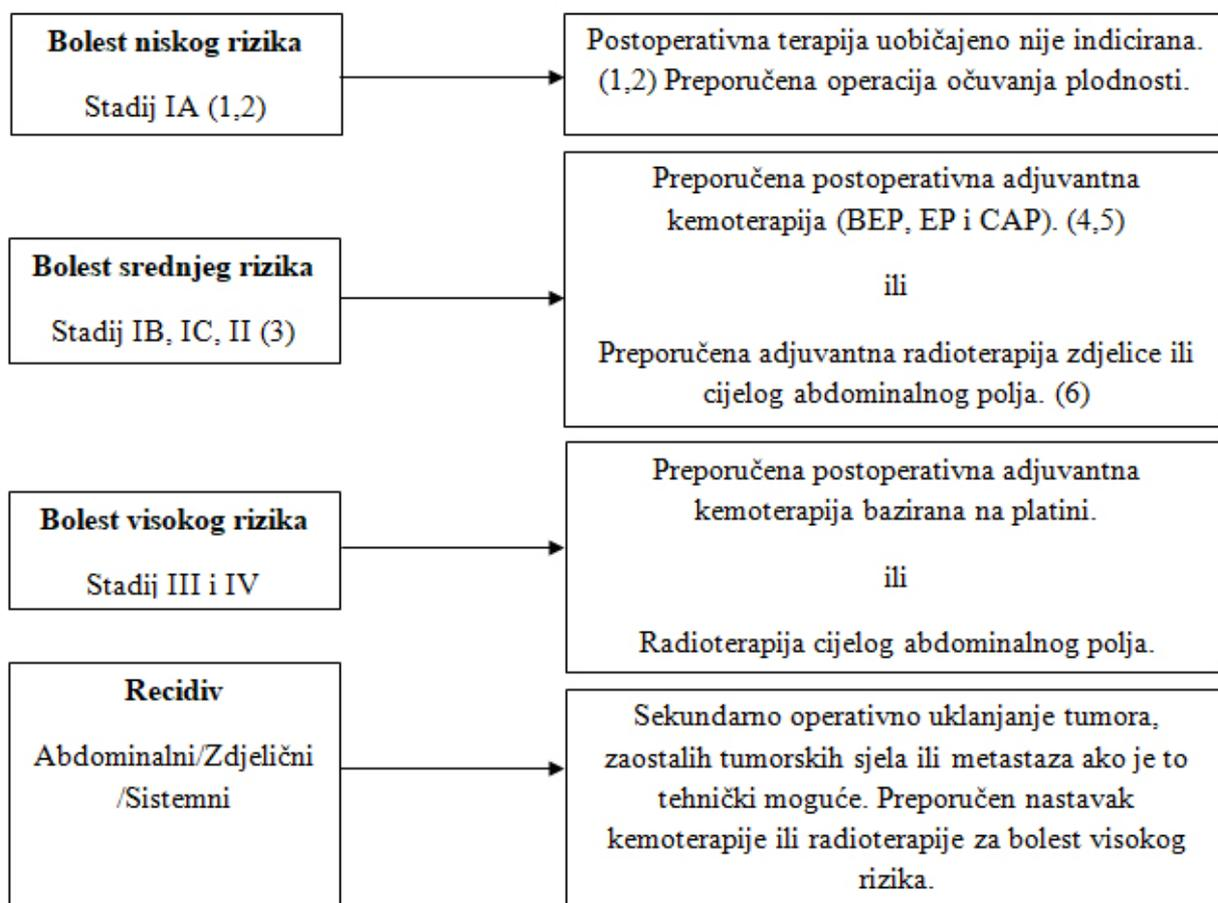 Bolest niskog rizika
Stadij IA (1,2)
Postoperativna terapija uobičajeno nije indicirana.
(1,2) Preporučena operacija očuvanja plodnosti.
Bolest srednjeg rizika
Stadij IB, IC, II (3)
Preporučena postoperativna adjuvantna
kemoterapija (BEP, EP i CAP). (4,5)
ili
Preporučena adjuvantna radioterapija zdjelice ili
cijelog abdominalnog polja. (6)
Bolest visokog rizika
Stadij III i IV
Preporučena postoperativna adjuvantna
kemoterapija bazirana na platini.
ili
Radioterapija cijelog abdominalnog polja.
Recidiv
Abdominalni/Zdjelični
/Sistemni
Sekundarno operativno uklanjanje tumora,
zaostalih tumorskih sjela ili metastaza ako je to
tehnički moguće. Preporučen nastavak
kemoterapije ili radioterapije za bolest visokog
rizika.